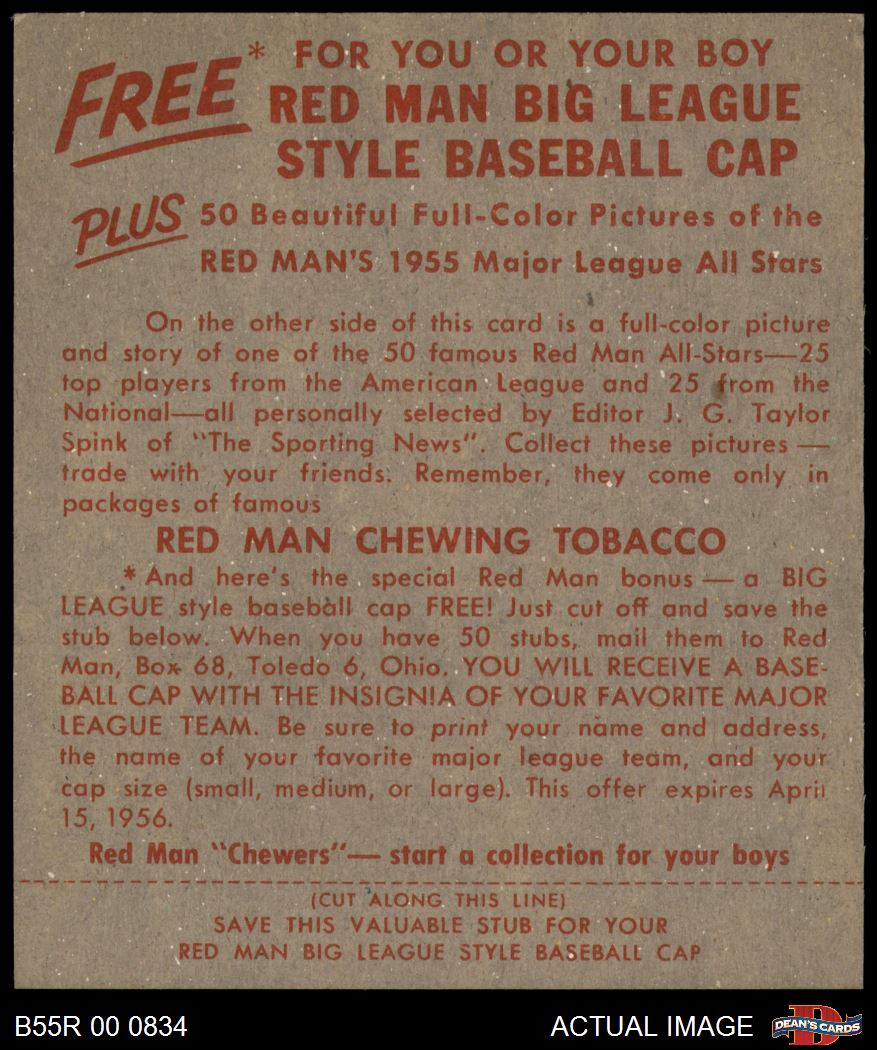 FREE* FOR YOU OR YOUR BOY
RED MAN BIG LEAGUE
STYLE BASEBALL CAP
PLUS 50 Beautiful Full-Color Pictures of the
RED MAN'S 1955 Major League All Stars
On the other side of this card is a full-color picture
and story of one of the 50 famous Red Man All-Stars—25
top players from the American League and 25 from the
National—all personally selected by Editor J. G. Taylor
Spink of "The Sporting News". Collect these pictures—
trade with your friends. Remember, they come only in
packages of famous
RED MAN CHEWING TOBACCO
* And here's the special Red Man bonus—a BIG
LEAGUE style baseball cap FREE! Just cut off and save the
stub below. When you have 50 stubs, mail them to Red
Man, Box 68, Toledo 6, Ohio. YOU WILL RECEIVE A BASE-
BALL CAP WITH THE INSIGNIA OF YOUR FAVORITE MAJOR
LEAGUE TEAM. Be sure to print your name and address,
the name of your favorite major league team, and your
cap size (small, medium, or large). This offer expires April
15, 1956.
Red Man "Chewers"— start a collection for your boys
(CUT ALONG THIS LINE)
SAVE THIS VALUABLE STUB FOR YOUR
RED MAN BIG LEAGUE STYLE BASEBALL CAP
B55R 00 0834
ACTUAL IMAGE
DEAN'S CARDS